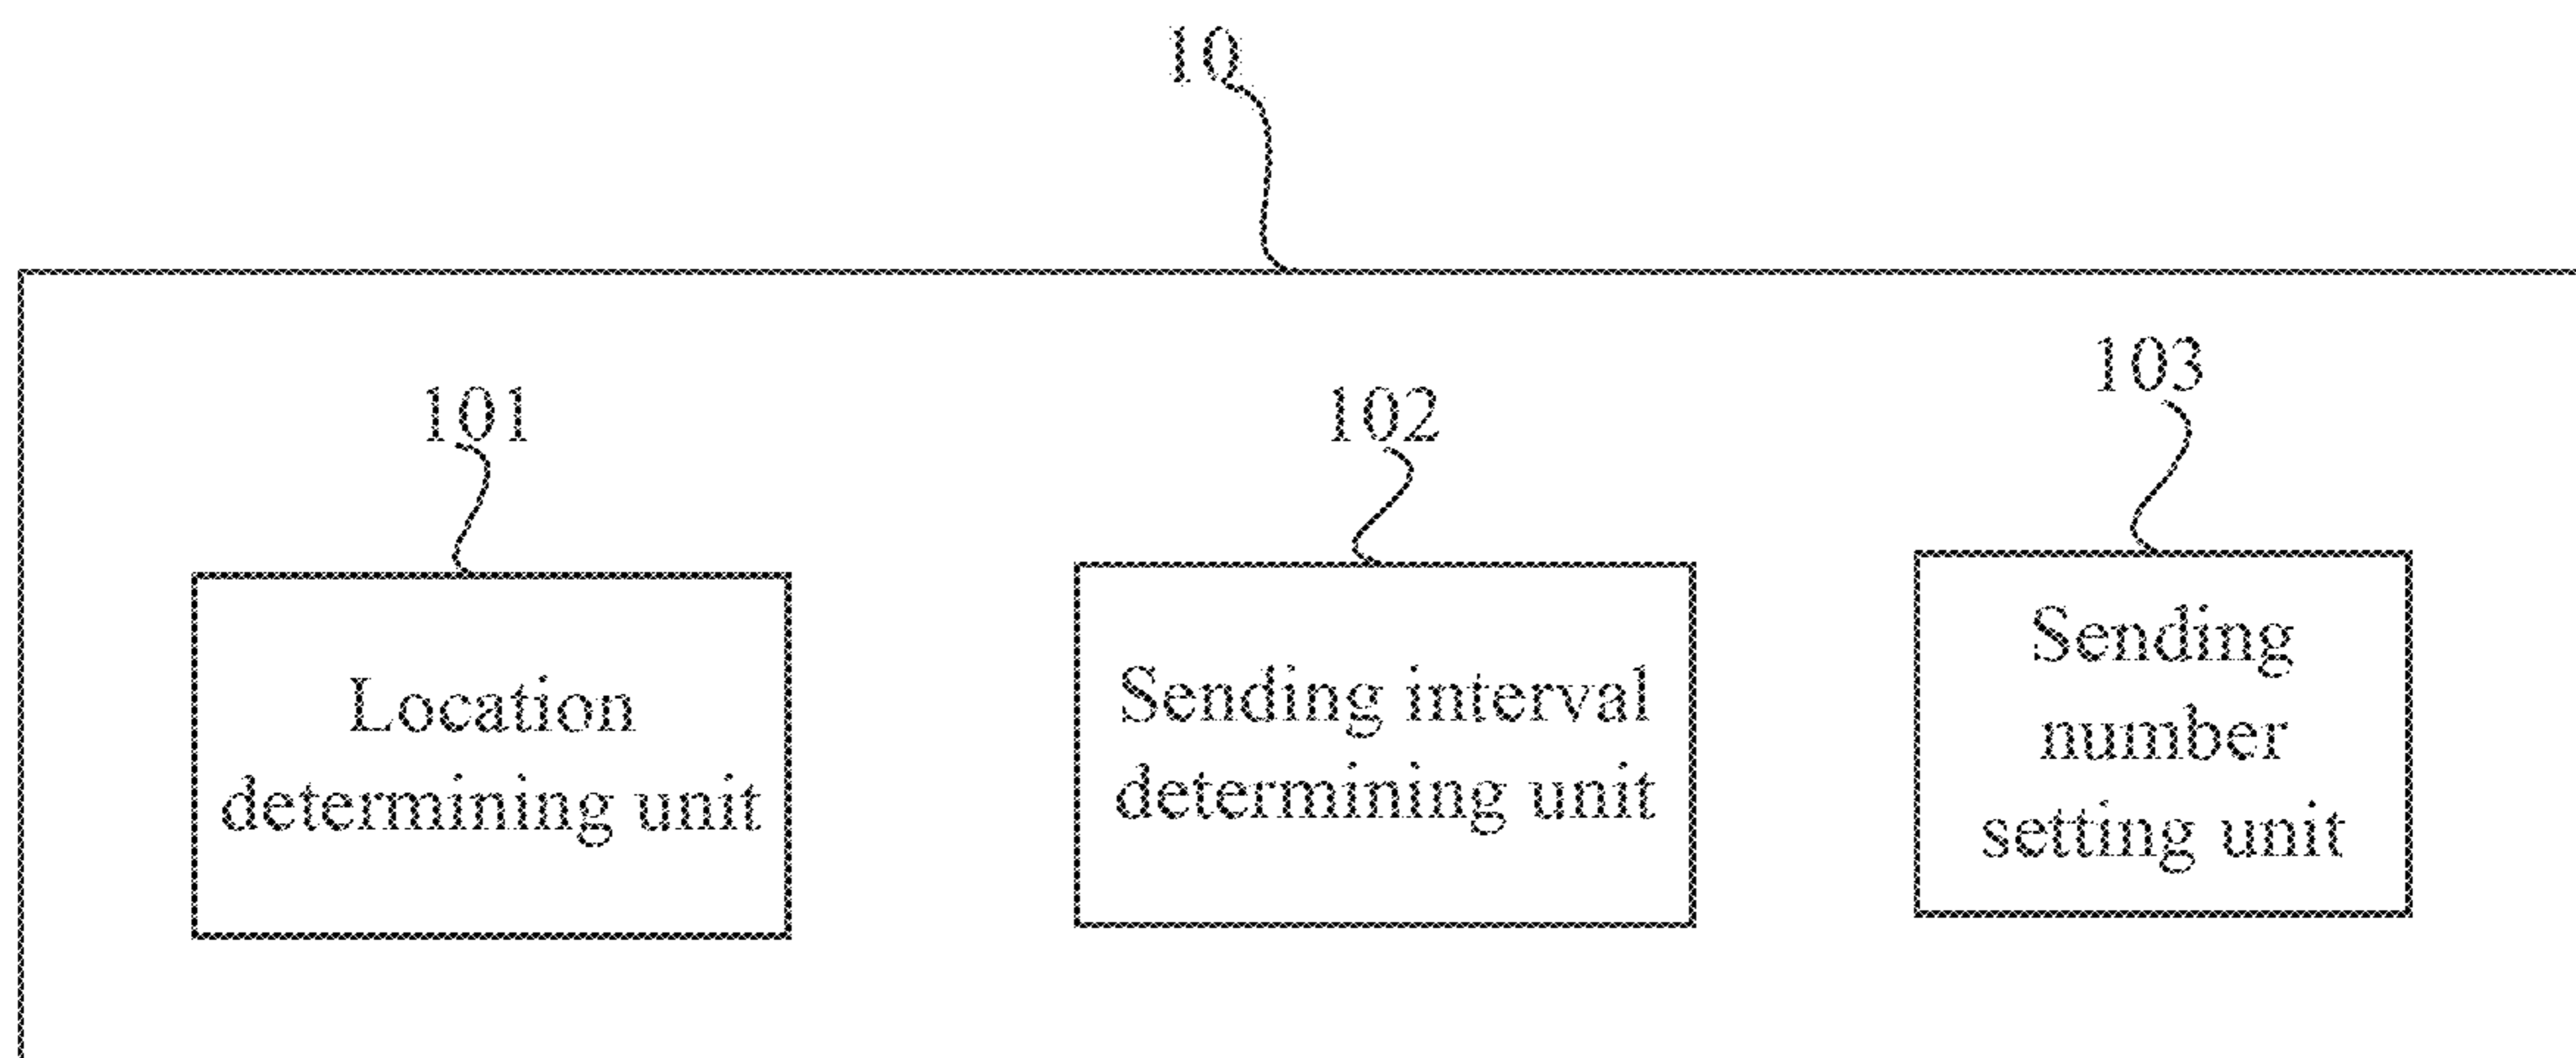 10
101
102
103
Location
determining unit
Sending interval
determining unit
Sending
number
setting unit